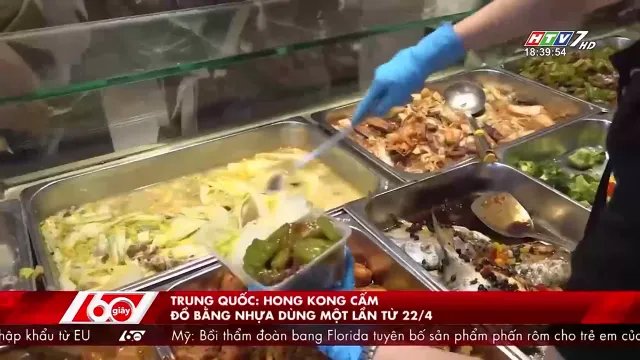 HTV7 HD
18:39:54
60 giây
TRUNG QUỐC: HONG KONG CẤM
ĐỒ BẰNG NHỰA DÙNG MỘT LẦN TỪ 22/4
hập khẩu từ EU 60 giây Mỹ: Bồi thẩm đoàn bang Florida tuyên bố sản phẩm phấn rôm cho trẻ em củ